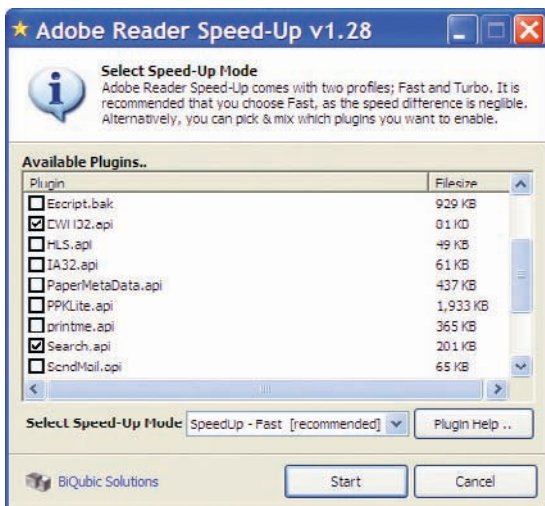 Adobe Reader Speed-Up v1.28
Select Speed-Up Mode
Adobe Reader Speed-Up comes with two profiles; Fast and Turbo. It is
recommended that you choose Fast, as the speed difference is neglible.
Alternatively, you can pick & mix which plugins you want to enable.
Available Plugins..
Plugin Filesize
Escript.bak 929 KB
EWH32.api 81 KB
HLS.api 49 KB
IA32.api 61 KB
PaperMetaData.api 437 KB
PPKLite.api 1,933 KB
printme.api 365 KB
Search.api 201 KB
SendMail.api 65 KB
Select Speed-Up Mode SpeedUp - Fast [recommended] Plugin Help ..
BiQubic Solutions Start Cancel